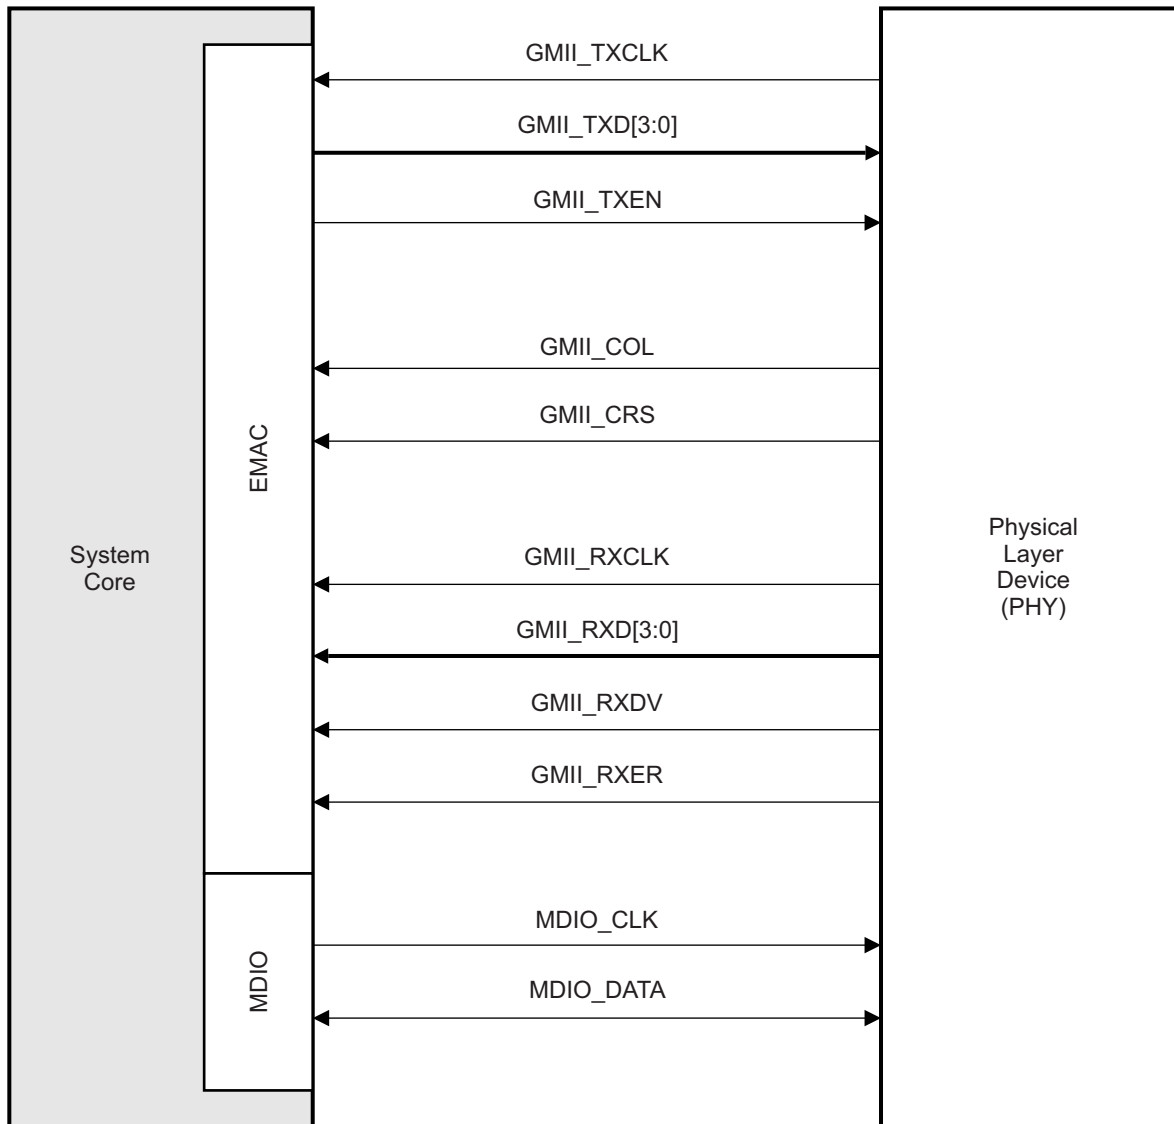 GMII_TXCLK
GMII_TXD[3:0]
GMII_TXEN
GMII_COL
GMII_CRS
EMAC
System
Core
Physical
Layer
Device
(PHY)
GMII_RXCLK
GMII_RXD[3:0]
GMII_RXDV
GMII_RXER
MDIO
MDIO_CLK
MDIO_DATA